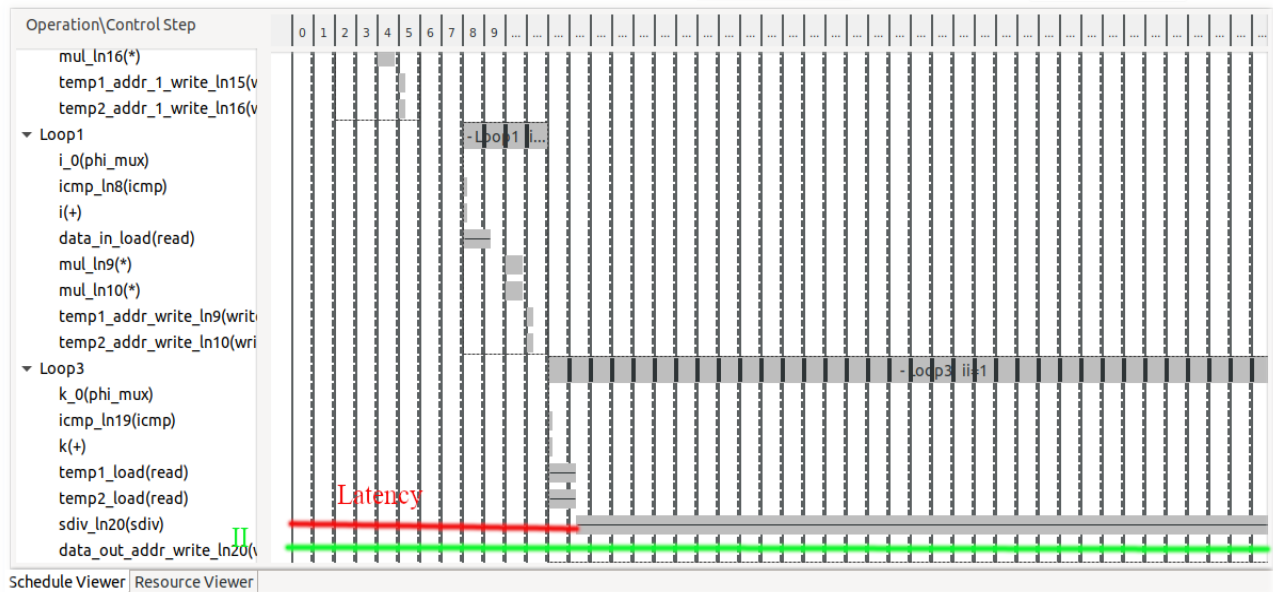 Operation\Control Step
0 1 2 3 4 5 6 7 8 9 ... ... ... ... ... ... ... ... ... ... ... ... ... ... ... ... ... ... ... ... ... ... ... ... ... ... ... ... ... ... ... ...
mul_ln16(*)
temp1_addr_1_write_ln15(w
temp2_addr_1_write_ln16(w
Loop1
- Loop1 i...
i_0(phi_mux)
icmp_ln8(icmp)
i(+)
data_in_load(read)
mul_ln9(*)
mul_ln10(*)
temp1_addr_write_ln9(write
temp2_addr_write_ln10(wri
Loop3
- Loop3 ii=1
k_0(phi_mux)
icmp_ln19(icmp)
k(+)
temp1_load(read)
temp2_load(read)
Latency
sdiv_ln20(sdiv)
II
data_out_addr_write_ln20(w
Schedule Viewer Resource Viewer